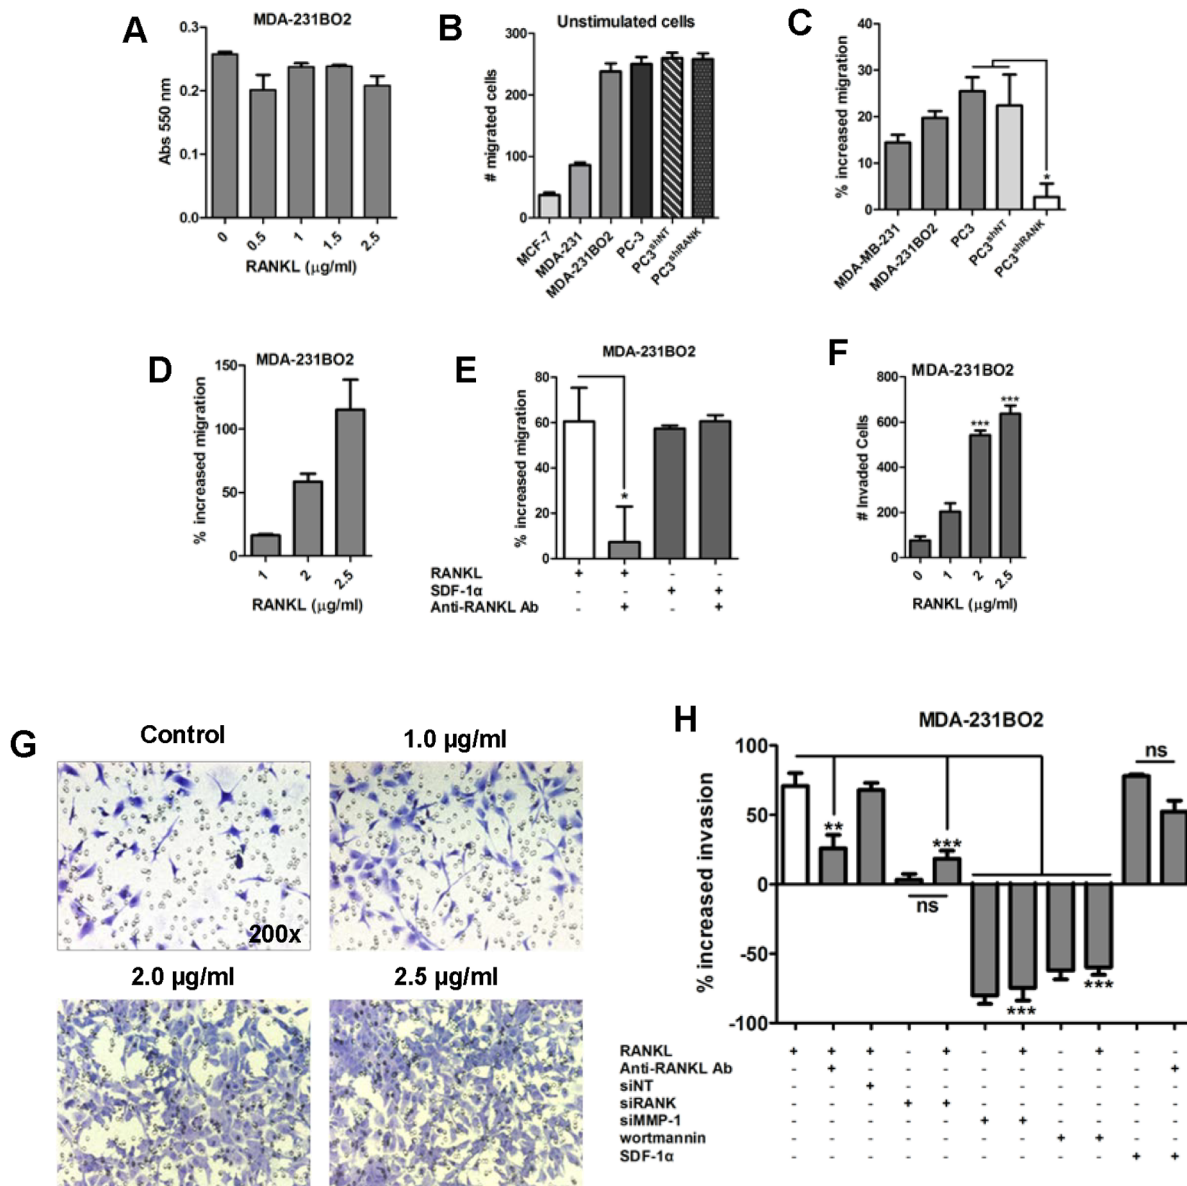 A
MDA-231BO2
Abs 550 nm
0.3
0.2
0.1
0.0
0
0.5
1
1.5
2.5
RANKL (μg/ml)
B
Unstimulated cells
# migrated cells
300
200
100
0
MCF-7
MDA-231
MDA-231BO2
PC-3
PC3shNT
PC3shRANK
C
% increased migration
40
30
20
10
0
*
MDA-MB-231
MDA-231BO2
PC3
PC3shNT
PC3shRANK
D
MDA-231BO2
% increased migration
150
100
50
0
1
2
2.5
RANKL (μg/ml)
E
MDA-231BO2
% increased migration
80
60
40
20
0
*
RANKL + + - -
SDF-1α - - + +
Anti-RANKL Ab - + - +
F
MDA-231BO2
# Invaded Cells
800
600
400
200
0
*** ***
0
1
2
2.5
RANKL (μg/ml)
G
Control
1.0 μg/ml
200x
2.0 μg/ml
2.5 μg/ml
H
MDA-231BO2
% increased invasion
100
50
0
-50
-100
**
***
ns
ns
***
***
RANKL + + + - + - + - + - -
Anti-RANKL Ab - + - - - - - - - - +
siNT - - + - - - - - - - -
siRANK - - - + + - - - - - -
siMMP-1 - - - - - + + - - - -
wortmannin - - - - - - - + + - -
SDF-1α - - - - - - - - - + +